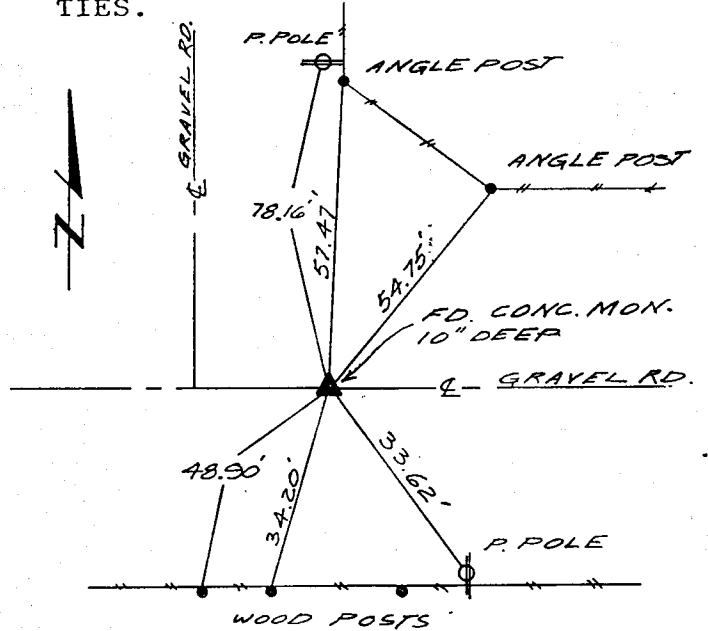 TIES.
P. POLE
ANGLE POST
℄ GRAVEL RD.
ANGLE POST
N
78.16'
57.47
54.75'
FD. CONC. MON.
10" DEEP
℄ GRAVEL RD.
48.90'
34.20'
33.62'
P. POLE
WOOD POSTS